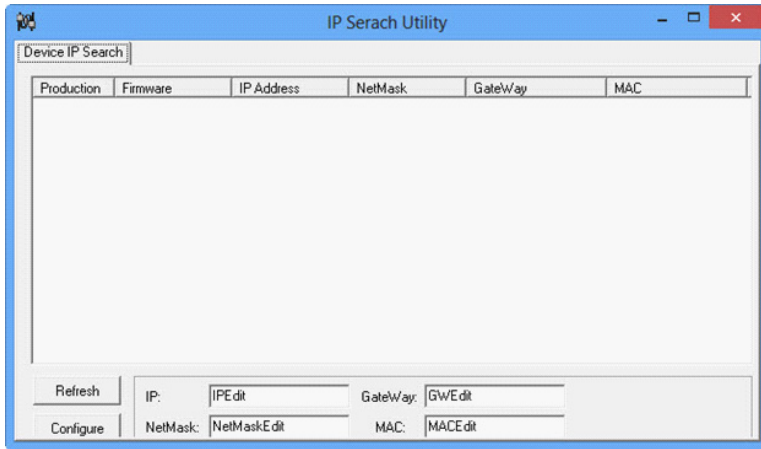 IP Serach Utility
Device IP Search
Production Firmware IP Address NetMask GateWay MAC
Refresh IP: IPEdit GateWay: GWEdit
Configure NetMask: NetMaskEdit MAC: MACEdit